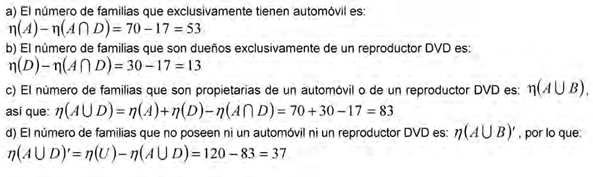 a) El número de familias que exclusivamente tienen automóvil es:
η(A)−η(A⋂D)=70−17=53
b) El número de familias que son dueños exclusivamente de un reproductor DVD es:
η(D)−η(A⋂D)=30−17=13
c) El número de familias que son propietarias de un automóvil o de un reproductor DVD es: η(A⋃B),
así que: η(A⋃D)=η(A)+η(D)−η(A⋂D)=70+30−17=83
d) El número de familias que no poseen ni un automóvil ni un reproductor DVD es: η(A⋃B)', por lo que:
η(A⋃D)'=η(U)−η(A⋃D)=120−83=37